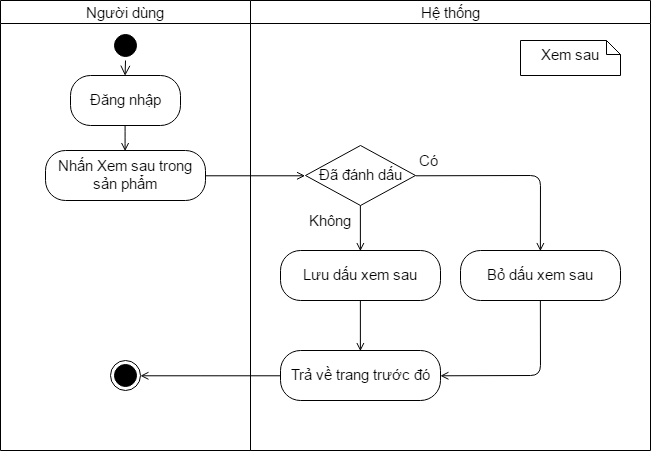 Người dùng
Hệ thống
Xem sau
Đăng nhập
Nhấn Xem sau trong
sản phẩm
Đã đánh dấu
Có
Không
Lưu dấu xem sau
Bỏ dấu xem sau
Trả về trang trước đó